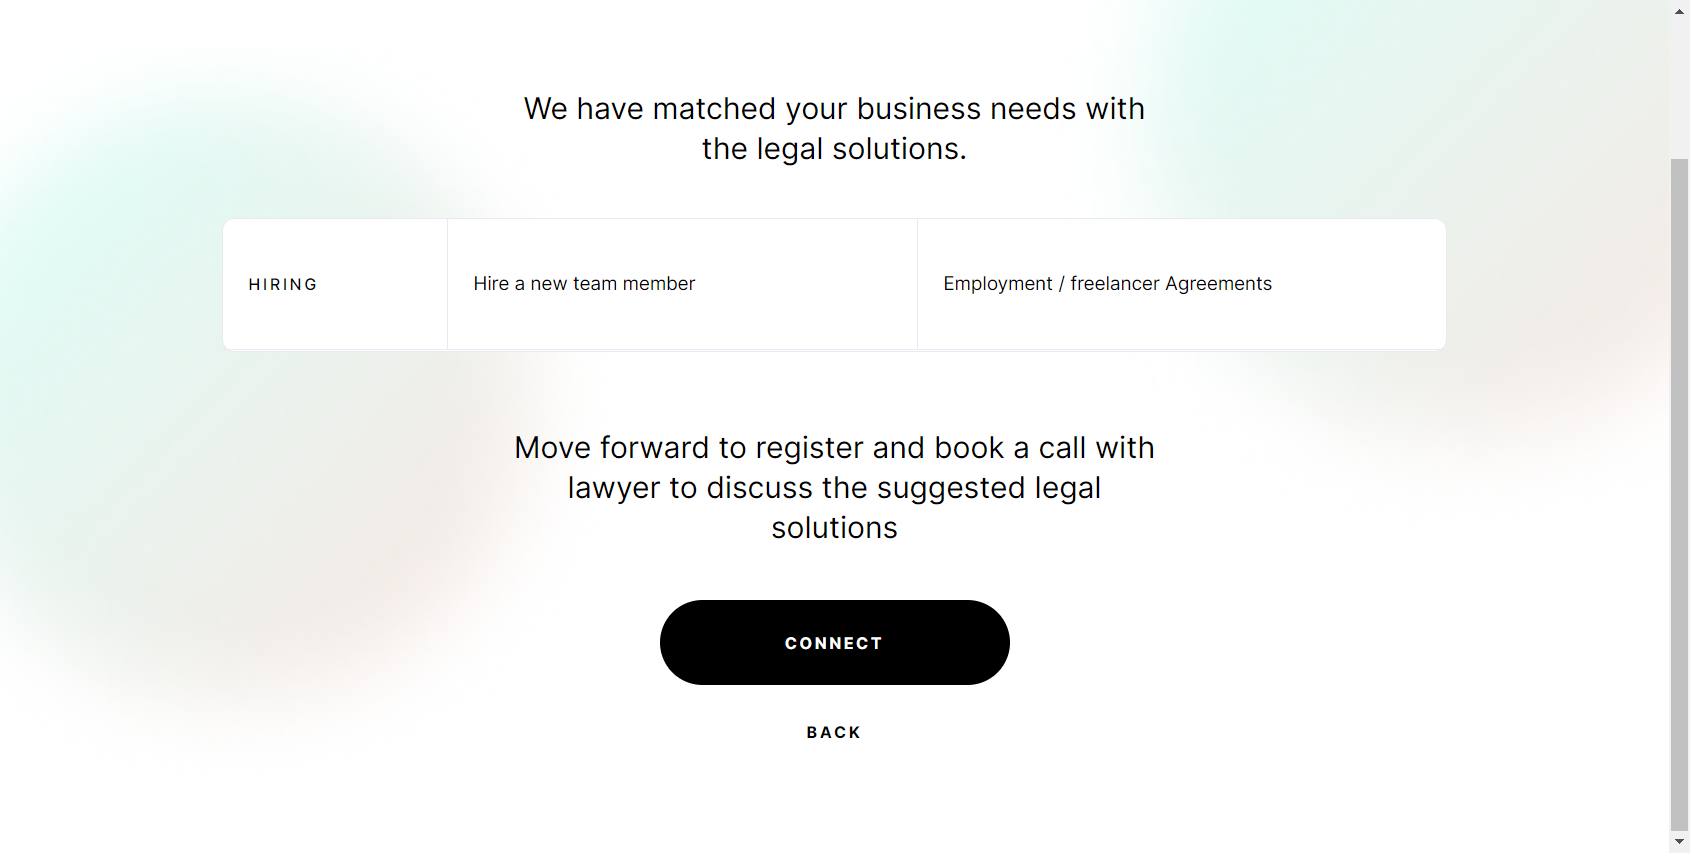 We have matched your business needs with
the legal solutions.
HIRING
Hire a new team member
Employment / freelancer Agreements
Move forward to register and book a call with
lawyer to discuss the suggested legal
solutions
CONNECT
BACK